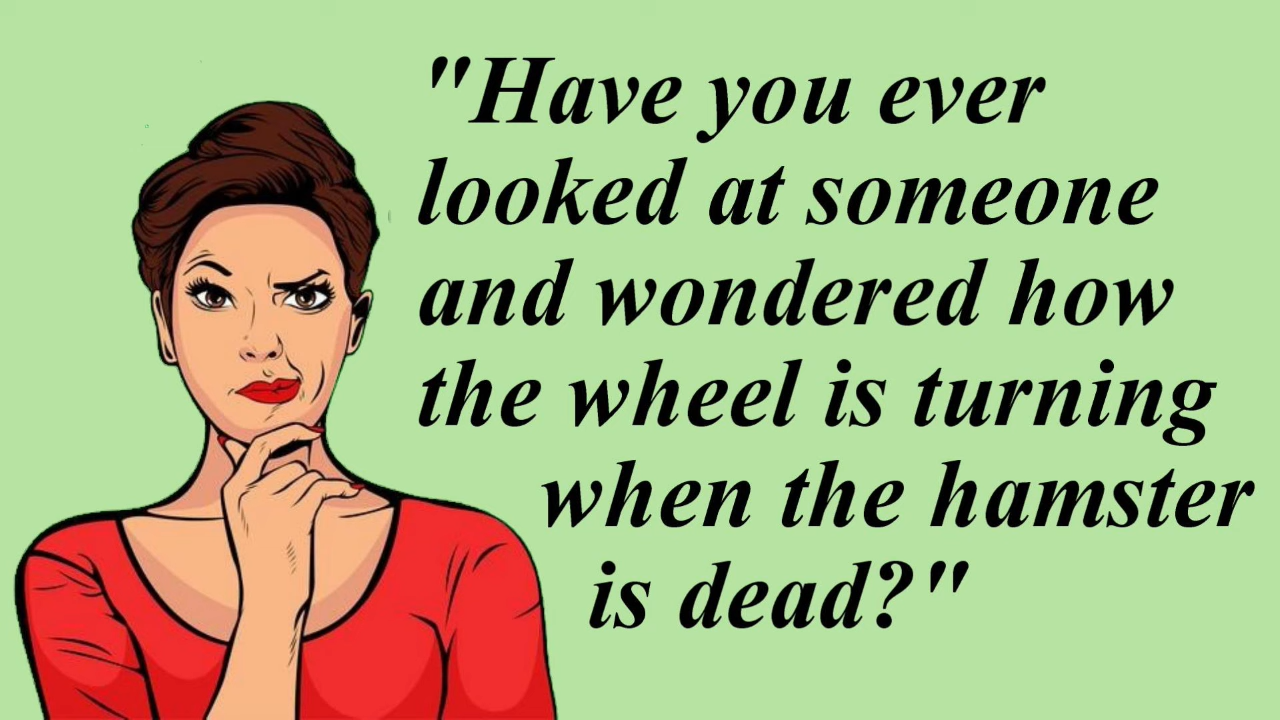 "Have you ever
looked at someone
and wondered how
the wheel is turning
when the hamster
is dead?"